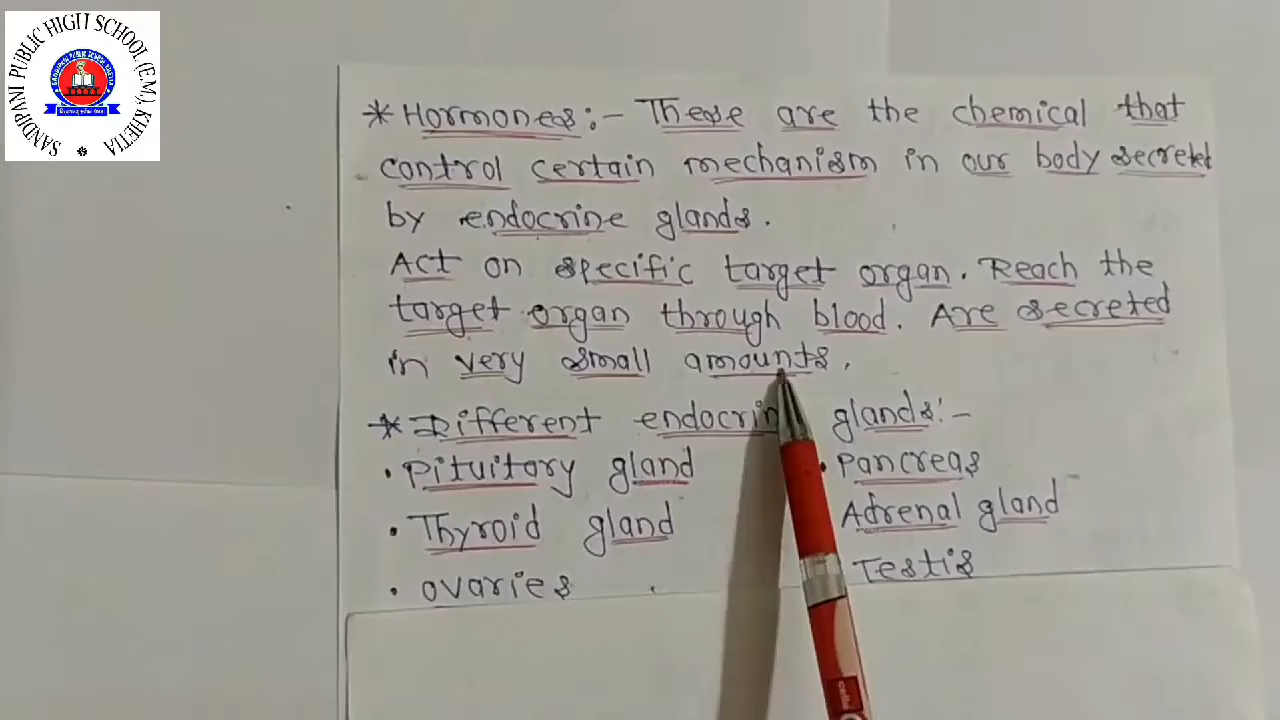 SANDIPANI PUBLIC HIGH SCHOOL (E.M.), KHETIA
* Hormones:- These are the chemical that
control certain mechanism in our body secreted
by endocrine glands.
Act on specific target organ. Reach the
target organ through blood. Are secreted
in very small amounts.
* Different endocrin glands:-
• Pituitary gland • Pancreas
• Thyroid gland Adrenal gland
• Ovaries Testis